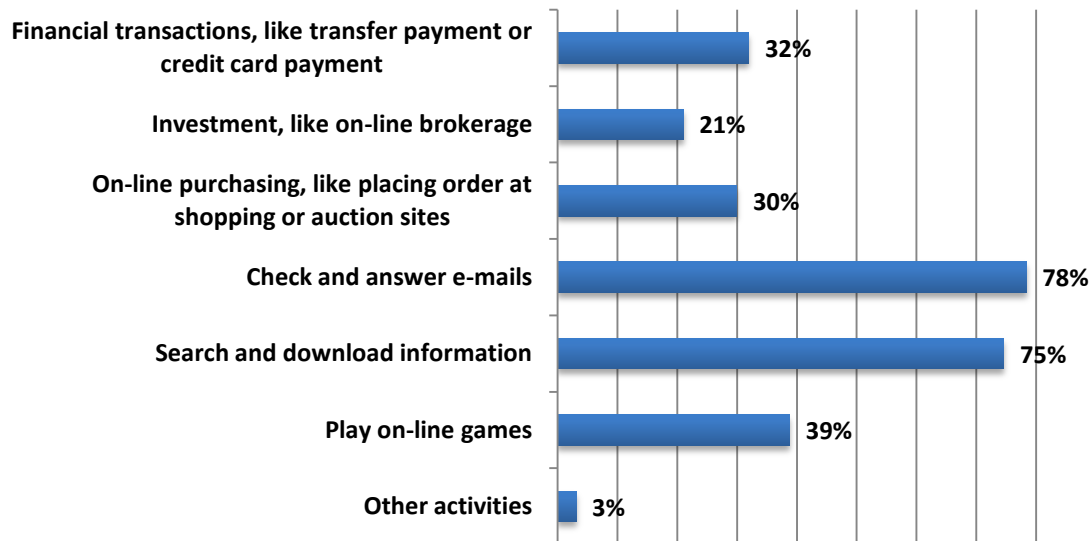 Financial transactions, like transfer payment or
credit card payment
32%
Investment, like on-line brokerage
21%
On-line purchasing, like placing order at
shopping or auction sites
30%
Check and answer e-mails
78%
Search and download information
75%
Play on-line games
39%
Other activities
3%